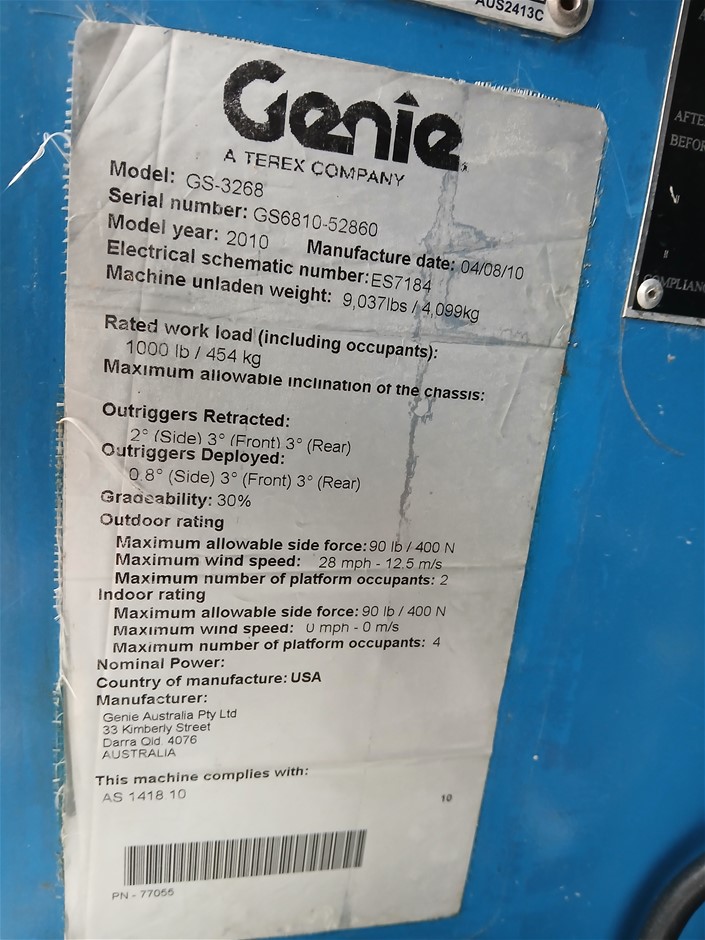 AUS2413C
Genie
A TEREX COMPANY
Model: GS-3268
Serial number: GS6810-52860
Model year: 2010 Manufacture date: 04/08/10
Electrical schematic number: ES7184
Machine unladen weight: 9,037lbs / 4,099kg
Rated work load (including occupants):
1000 lb / 454 kg
Maximum allowable inclination of the chassis:
Outriggers Retracted:
2° (Side) 3° (Front) 3° (Rear)
Outriggers Deployed:
0.8° (Side) 3° (Front) 3° (Rear)
Gradeability: 30%
Outdoor rating
Maximum allowable side force: 90 lb / 400 N
Maximum wind speed: 28 mph - 12.5 m/s
Maximum number of platform occupants: 2
Indoor rating
Maximum allowable side force: 90 lb / 400 N
Maximum wind speed: 0 mph - 0 m/s
Maximum number of platform occupants: 4
Nominal Power:
Country of manufacture: USA
Manufacturer:
Genie Australia Pty Ltd
33 Kimberly Street
Darra Qld. 4076
AUSTRALIA
This machine complies with:
AS 1418.10
10
PN - 77055
AFTE
BEFOR
COMPLIANC